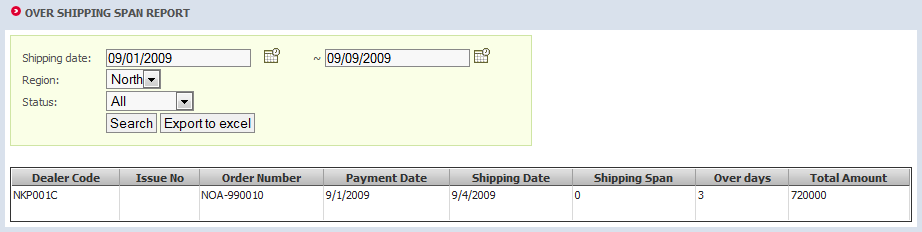 OVER SHIPPING SPAN REPORT
Shipping date: 09/01/2009 ~ 09/09/2009
Region: North
Status: All
Search Export to excel
Dealer Code Issue No Order Number Payment Date Shipping Date Shipping Span Over days Total Amount
NKP001C NOA-990010 9/1/2009 9/4/2009 0 3 720000